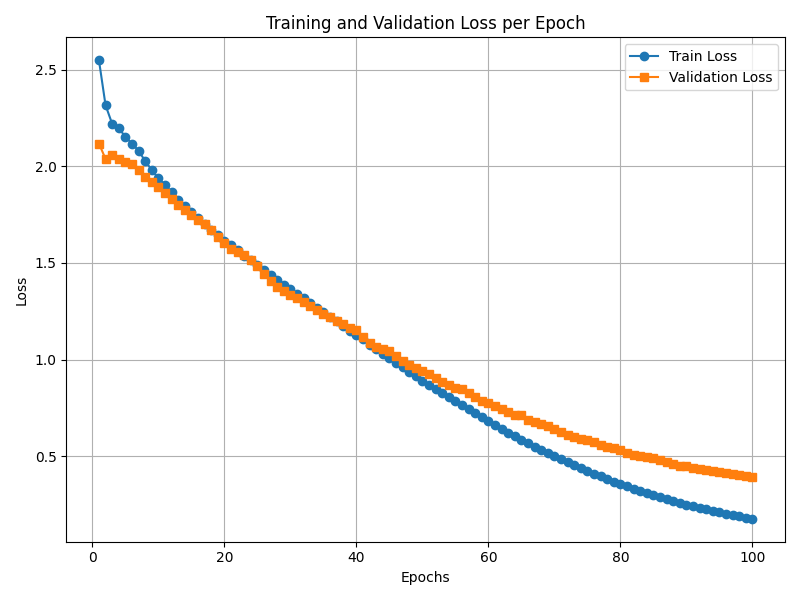 Training and Validation Loss per Epoch
Train Loss
Validation Loss
2.5
2.0
1.5
1.0
0.5
Loss
0 20 40 60 80 100
Epochs